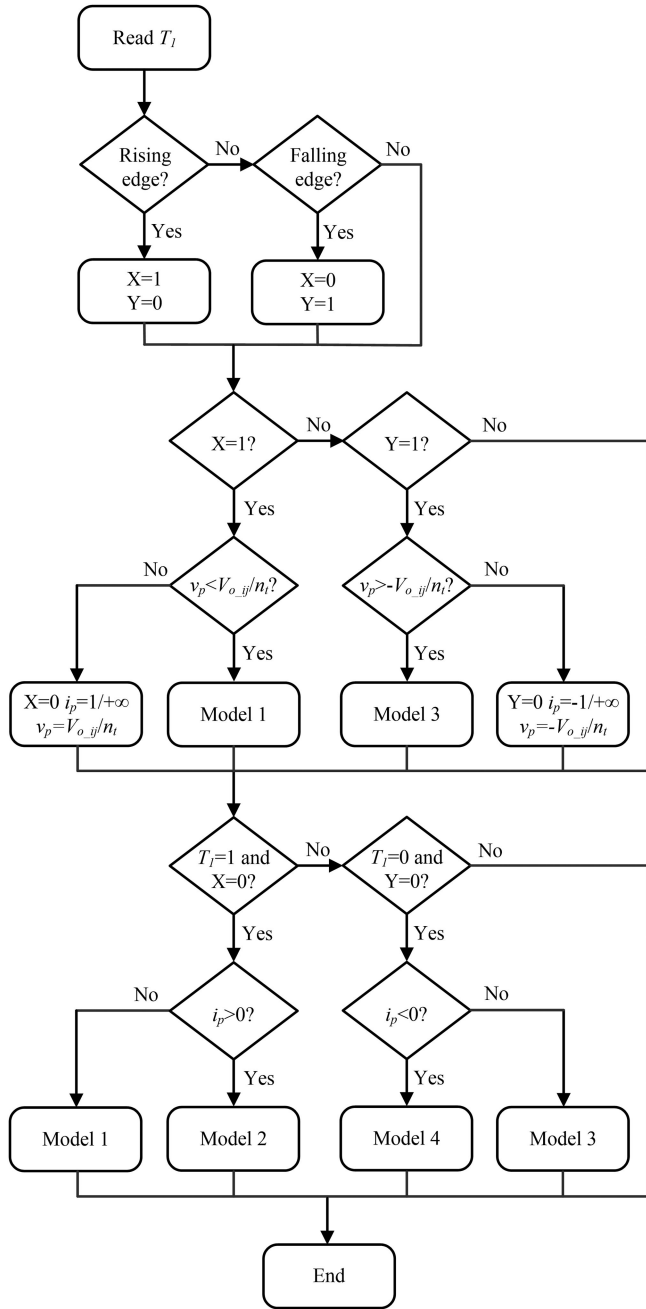 Read T₁
Rising
edge?
No
Falling
edge?
No
Yes
Yes
X=1
Y=0
X=0
Y=1
X=1?
No
Y=1?
No
Yes
Yes
No
vₚ<Vₒ_ᵢⱼ/nₜ?
vₚ>-Vₒ_ᵢⱼ/nₜ?
No
Yes
Yes
X=0 iₚ=1/+∞
vₚ=Vₒ_ᵢⱼ/nₜ
Model 1
Model 3
Y=0 iₚ=-1/+∞
vₚ=-Vₒ_ᵢⱼ/nₜ
T₁=1 and
X=0?
No
T₁=0 and
Y=0?
No
Yes
Yes
No
iₚ>0?
iₚ<0?
No
Yes
Yes
Model 1
Model 2
Model 4
Model 3
End